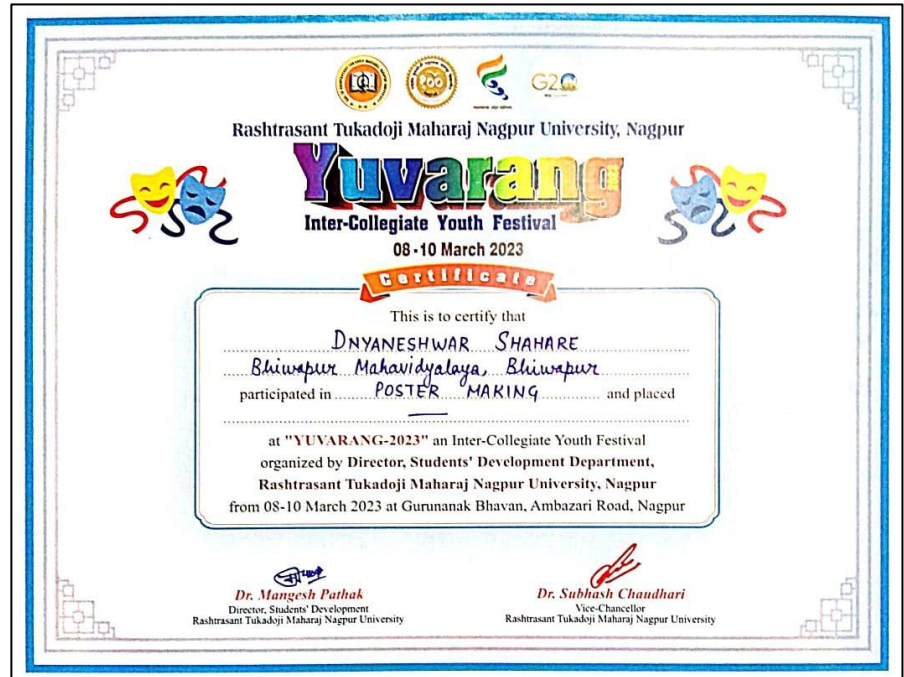 G20
Rashtrasant Tukadoji Maharaj Nagpur University, Nagpur
Yuvarang
Inter-Collegiate Youth Festival
08-10 March 2023
Certificate
This is to certify that
DNYANESHWAR SHAHARE
Bhiwapur Mahavidyalaya, Bhiwapur
participated in POSTER MAKING and placed
—
at "YUVARANG-2023" an Inter-Collegiate Youth Festival
organized by Director, Students' Development Department,
Rashtrasant Tukadoji Maharaj Nagpur University, Nagpur
from 08-10 March 2023 at Gurunanak Bhavan, Ambazari Road, Nagpur
Dr. Mangesh Pathak
Director, Students' Development
Rashtrasant Tukadoji Maharaj Nagpur University
Dr. Subhash Chaudhari
Vice-Chancellor
Rashtrasant Tukadoji Maharaj Nagpur University